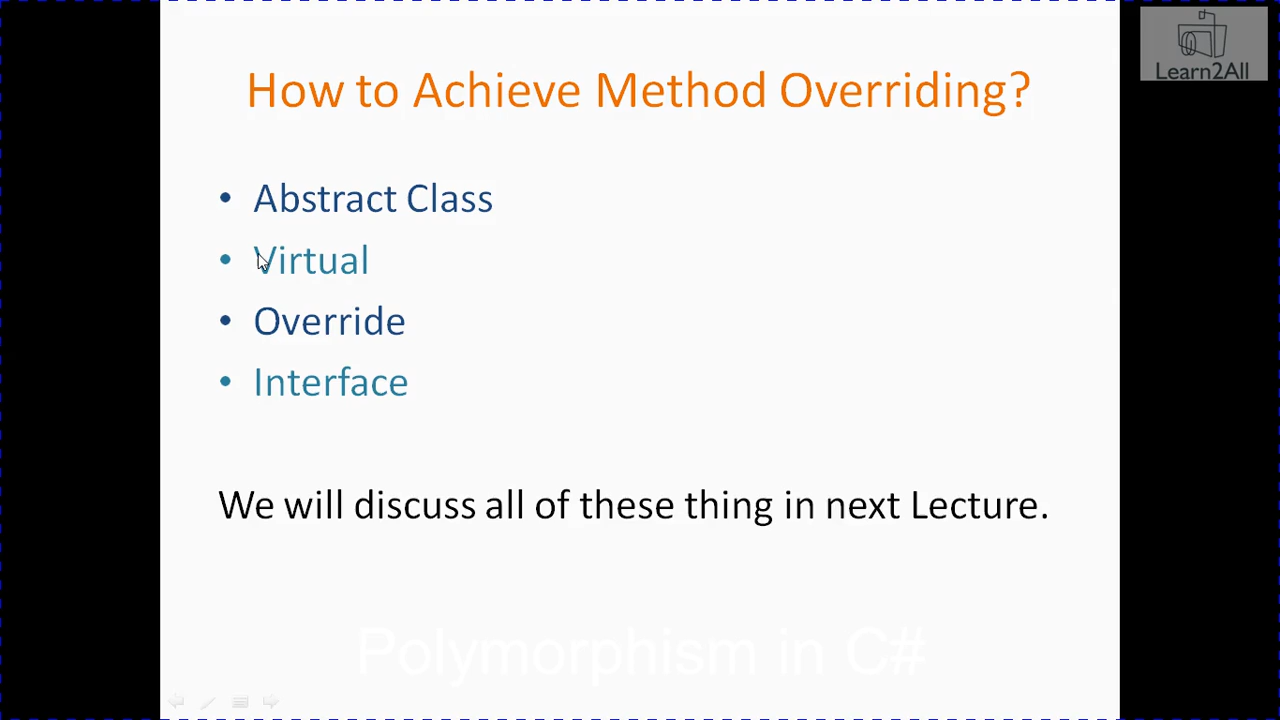 Learn2All
How to Achieve Method Overriding?
• Abstract Class
• Virtual
• Override
• Interface
We will discuss all of these thing in next Lecture.
Polymorphism in C#